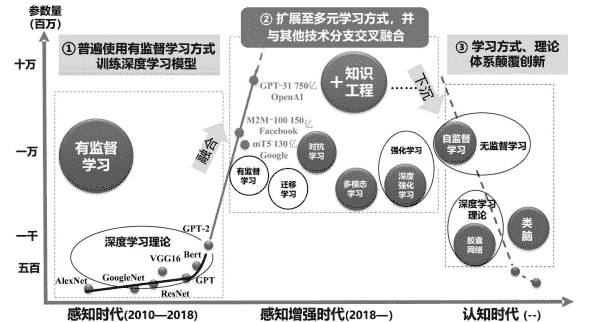 参数量
(百万)
十万
一万
一千
五百
① 普遍使用有监督学习方式
训练深度学习模型
② 扩展至多元学习方式，并
与其他技术分支交叉融合
③ 学习方式、理论
体系颠覆创新
有监督
学习
融合
GPT-31 750亿
OpenAI
M2M-100 150亿
Facebook
mT5 130亿
Google
+知识
工程
下沉
对抗
学习
有监督
学习
迁移
学习
多模态
学习
强化学习
深度
强化
学习
自监督
学习
无监督学习
深度学习
理论
胶囊
网络
类
脑
深度学习理论
GPT-2
VGG16
Bert
AlexNet
GoogleNet
GPT
ResNet
感知时代(2010—2018)
感知增强时代(2018—)
认知时代 (--)